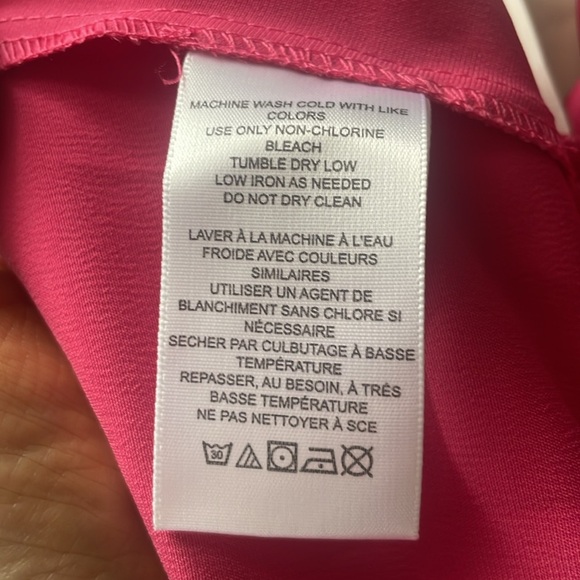 MACHINE WASH COLD WITH LIKE
COLORS
USE ONLY NON-CHLORINE
BLEACH
TUMBLE DRY LOW
LOW IRON AS NEEDED
DO NOT DRY CLEAN
LAVER À LA MACHINE À L'EAU
FROIDE AVEC COULEURS
SIMILAIRES
UTILISER UN AGENT DE
BLANCHIMENT SANS CHLORE SI
NÉCESSAIRE
SECHER PAR CULBUTAGE À BASSE
TEMPÉRATURE
REPASSER, AU BESOIN, À TRÉS
BASSE TEMPÉRATURE
NE PAS NETTOYER À SCE
30